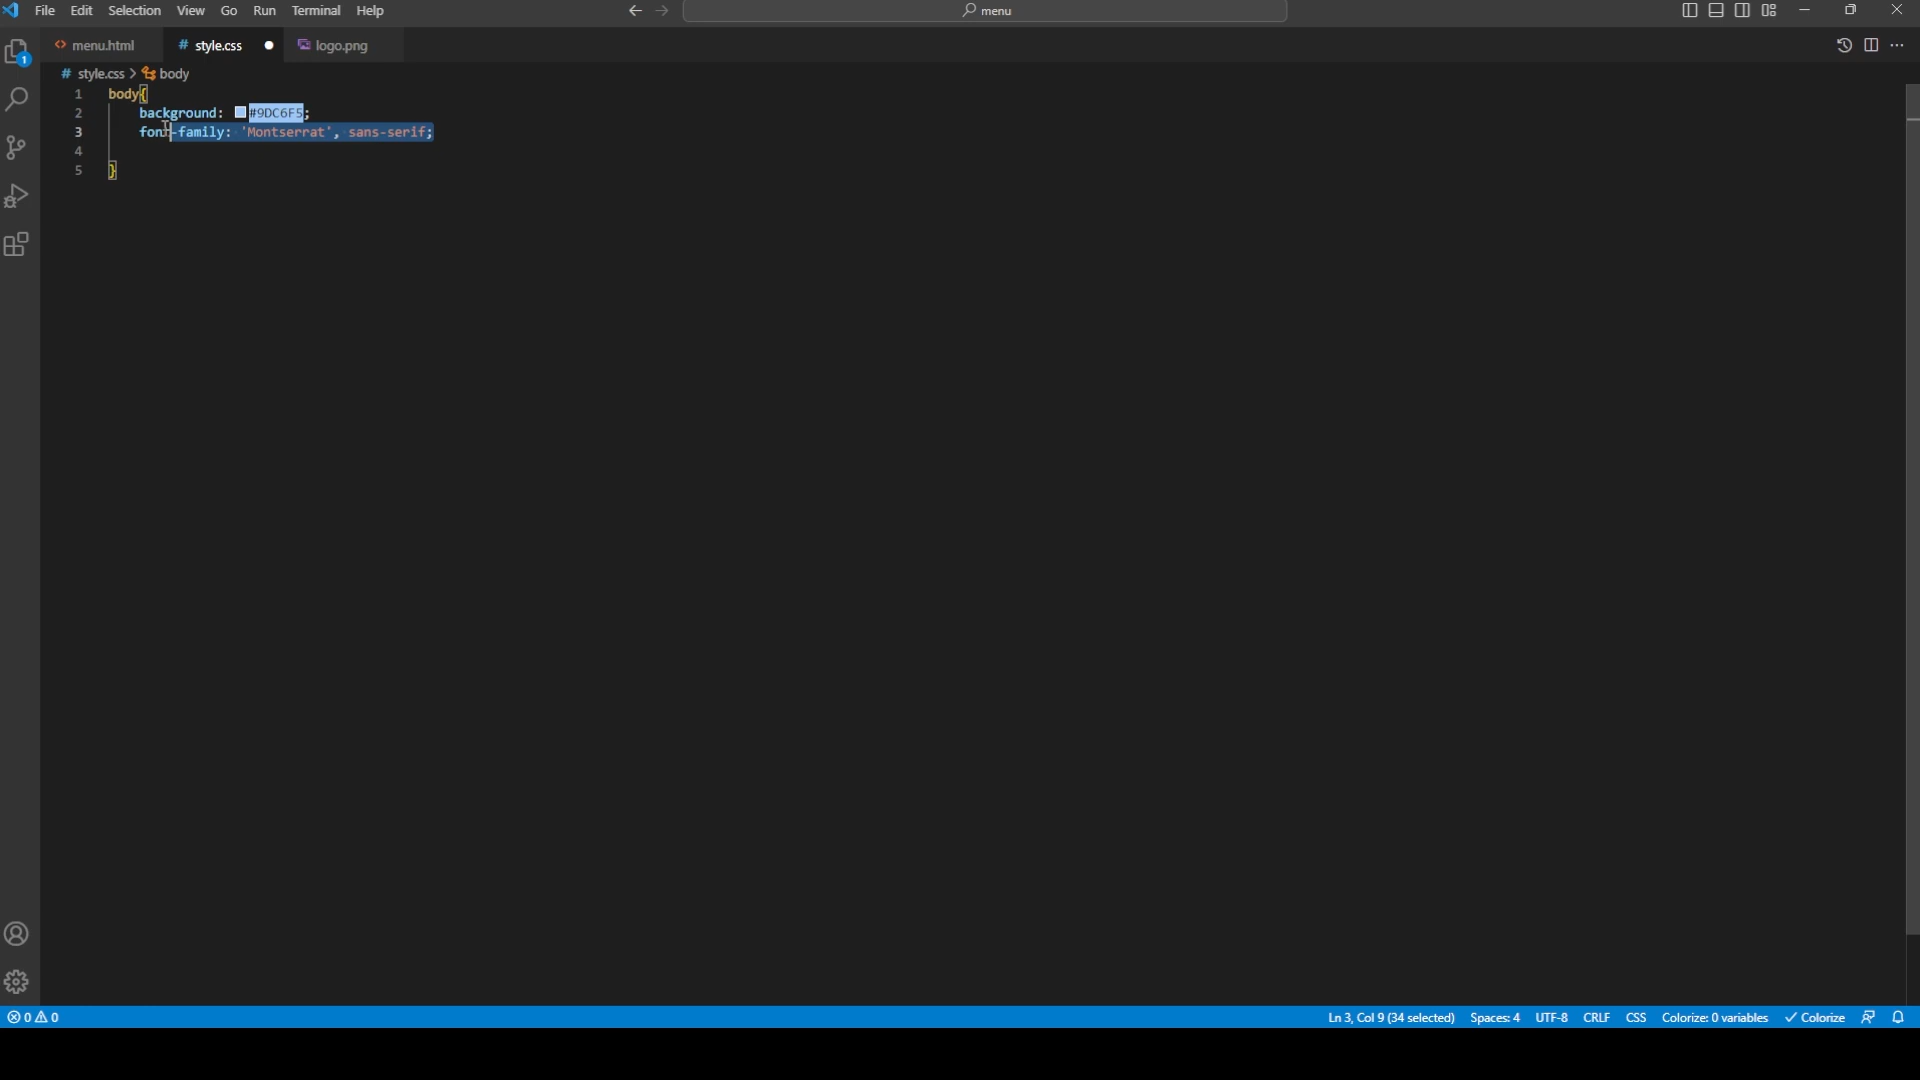 File Edit Selection View Go Run Terminal Help menu
menu.html # style.css logo.png
1
# style.css > body
1 body{
2 background: #9DC6F5;
3 font-family: 'Montserrat', sans-serif;
4
5 }
0 0 Ln 3, Col 9 (34 selected) Spaces: 4 UTF-8 CRLF CSS Colorize: 0 variables Colorize